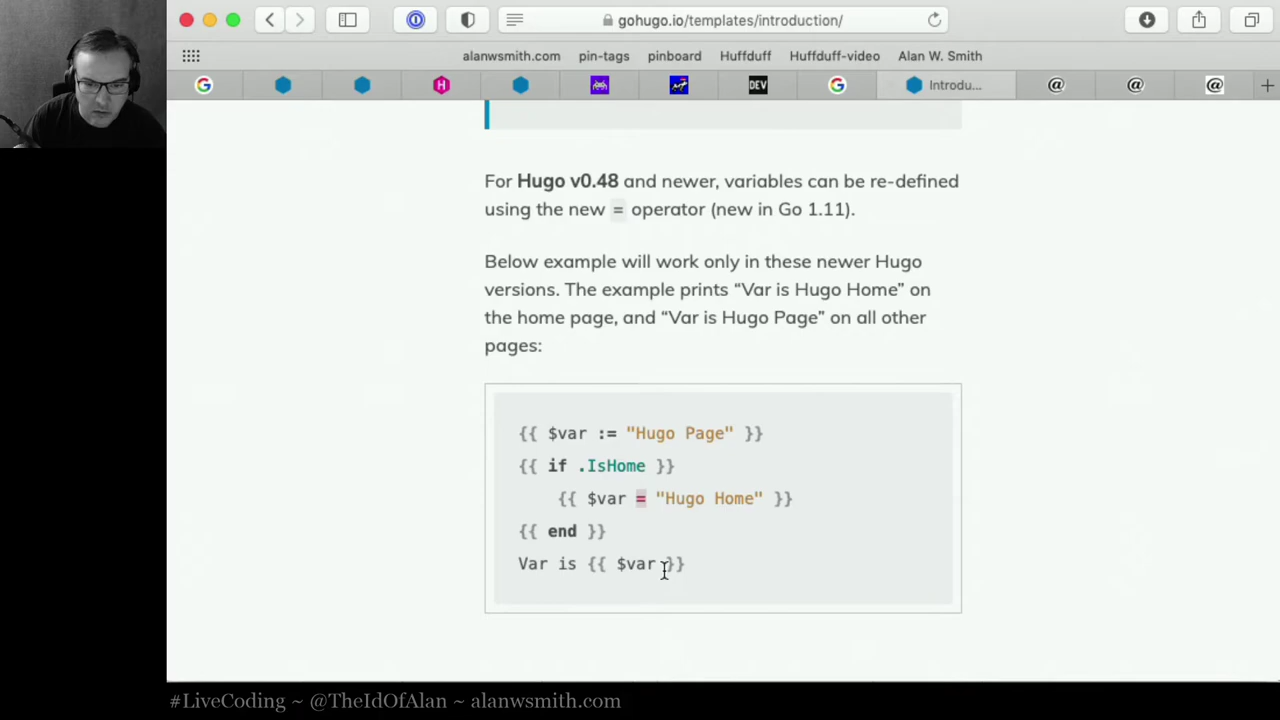 gohugo.io/templates/introduction/
alanwsmith.com pin-tags pinboard Huffduff Huffduff-video Alan W. Smith
G H DEV G Introdu... @ @ @ +
For Hugo v0.48 and newer, variables can be re-defined
using the new = operator (new in Go 1.11).
Below example will work only in these newer Hugo
versions. The example prints “Var is Hugo Home” on
the home page, and “Var is Hugo Page” on all other
pages:
{{ $var := "Hugo Page" }}
{{ if .IsHome }}
{{ $var = "Hugo Home" }}
{{ end }}
Var is {{ $var }}
#LiveCoding ~ @TheIdOfAlan ~ alanwsmith.com